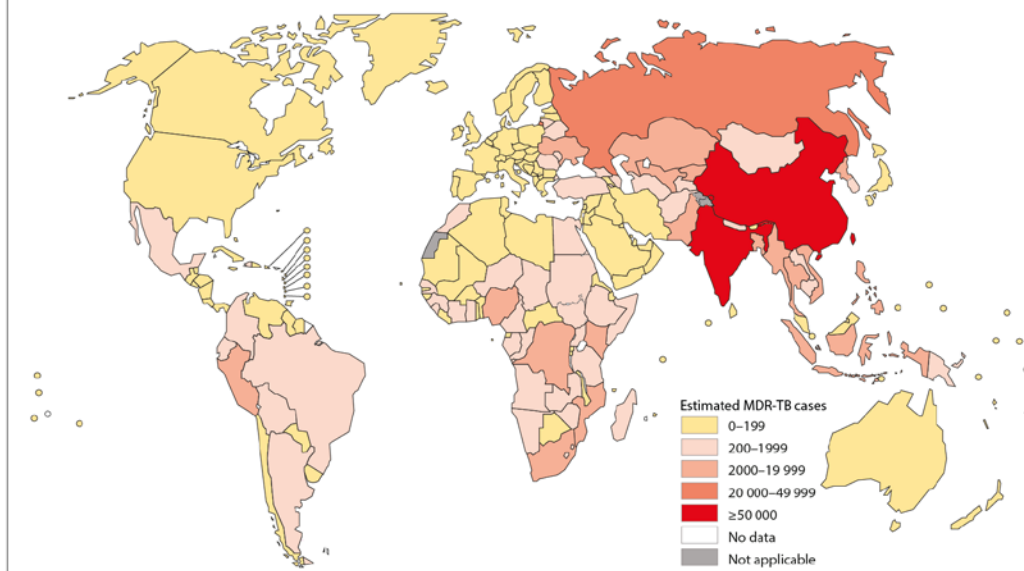 Estimated MDR-TB cases
0–199
200–1999
2000–19 999
20 000–49 999
≥50 000
No data
Not applicable